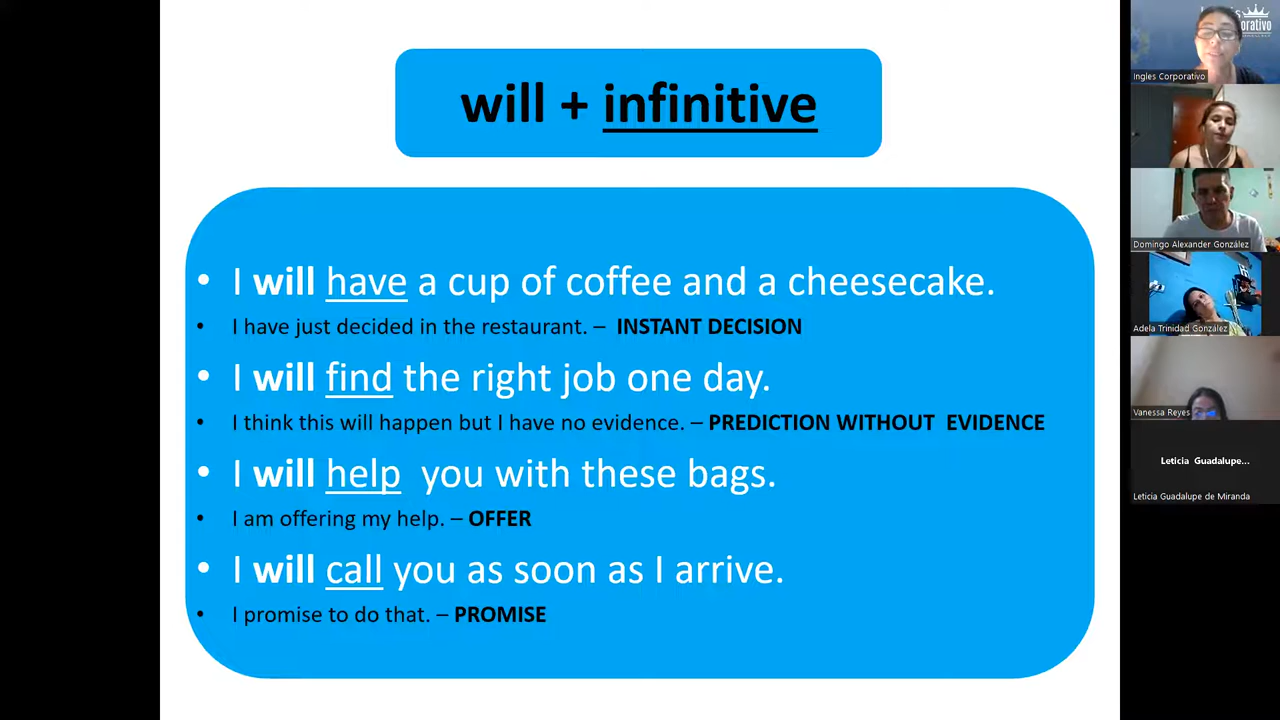 will + infinitive
• I will have a cup of coffee and a cheesecake.
• I have just decided in the restaurant. – INSTANT DECISION
• I will find the right job one day.
• I think this will happen but I have no evidence. – PREDICTION WITHOUT EVIDENCE
• I will help you with these bags.
• I am offering my help. – OFFER
• I will call you as soon as I arrive.
• I promise to do that. – PROMISE
Ingles Corporativo
Domingo Alexander González
Adela Trinidad González
Vanessa Reyes
Leticia Guadalupe...
Leticia Guadalupe de Miranda